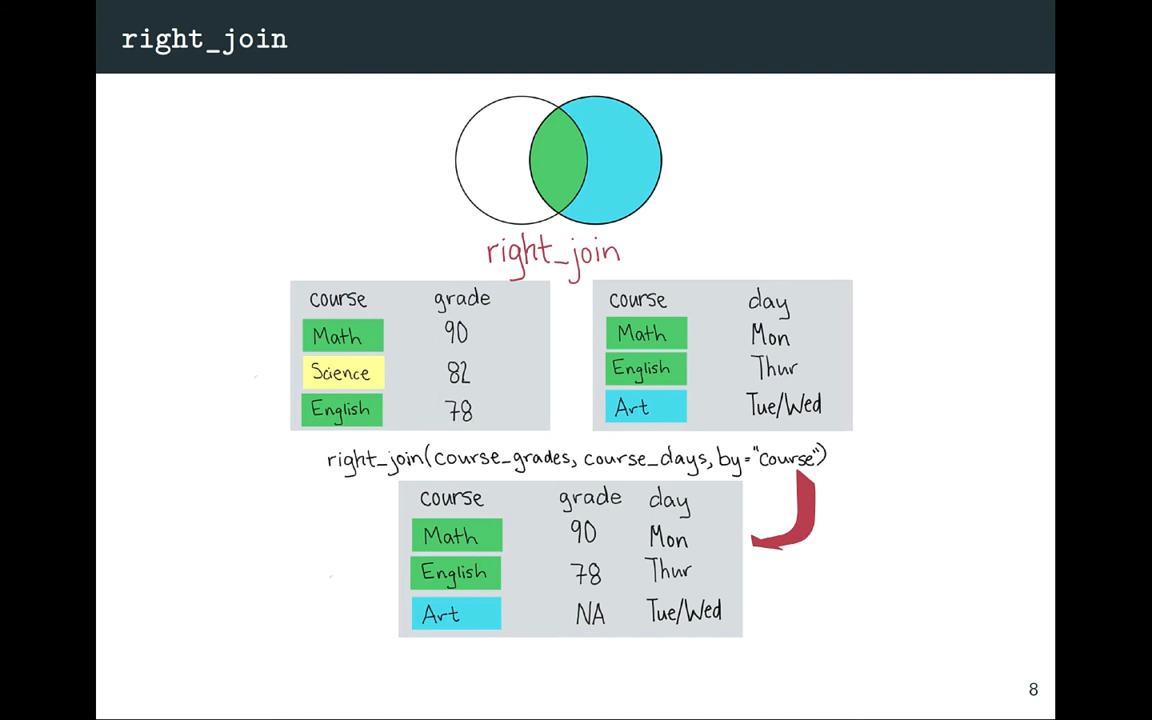 right_join
right_join
course grade
Math 90
Science 82
English 78
course day
Math Mon
English Thur
Art Tue/Wed
right_join(course_grades, course_days, by="course")
course grade day
Math 90 Mon
English 78 Thur
Art NA Tue/Wed
8